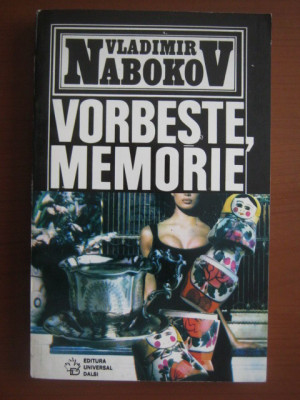 VLADIMIR
NABOKOV
VORBEȘTE,
MEMORIE
EDITURA
UNIVERSAL
DALSI